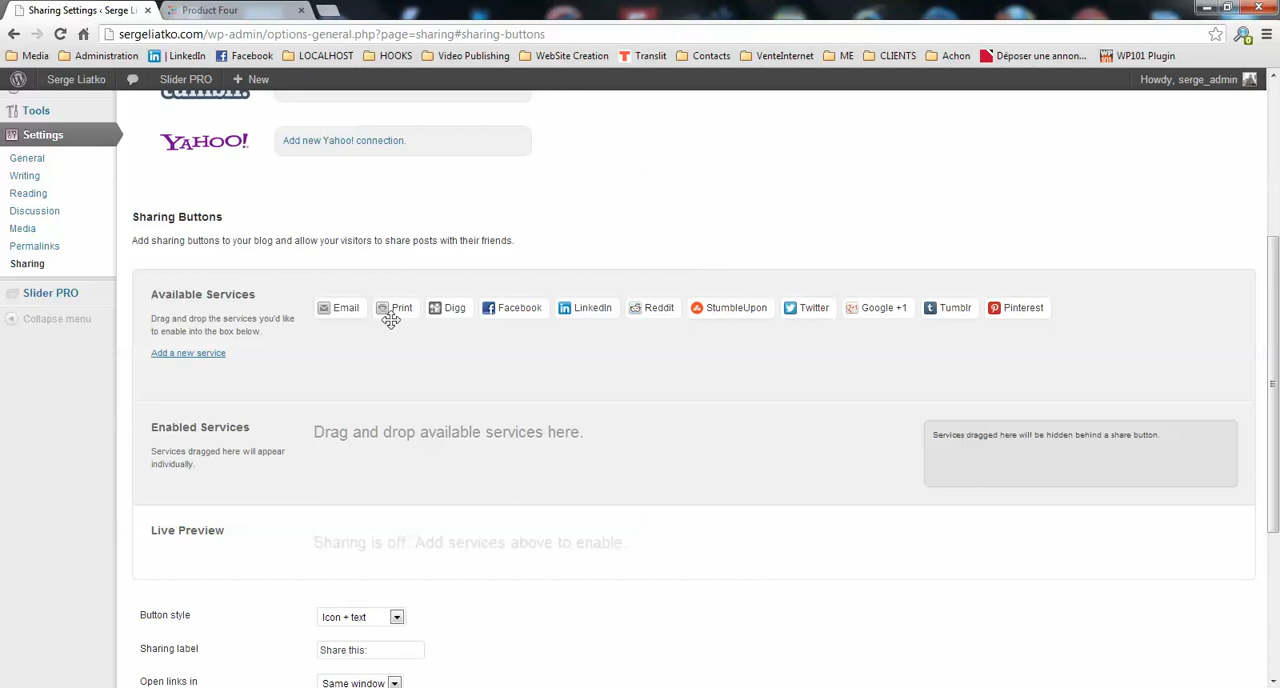 Sharing Settings ‹ Serge Li
Product Four
sergeliatko.com/wp-admin/options-general.php?page=sharing#sharing-buttons
Media Administration LinkedIn Facebook LOCALHOST HOOKS Video Publishing WebSite Creation Translit Contacts VenteInternet ME CLIENTS Achon Déposer une annon... WP101 Plugin
Serge Liatko Slider PRO + New Howdy, serge_admin
tumblr.
Tools
Settings
YAHOO! Add new Yahoo! connection.
General
Writing
Reading
Discussion
Media
Permalinks
Sharing
Slider PRO
Collapse menu
Sharing Buttons
Add sharing buttons to your blog and allow your visitors to share posts with their friends.
Available Services
Drag and drop the services you'd like
to enable into the box below.
Add a new service
Email Print Digg Facebook LinkedIn Reddit StumbleUpon Twitter Google +1 Tumblr Pinterest
Enabled Services
Services dragged here will appear
individually.
Drag and drop available services here.
Services dragged here will be hidden behind a share button.
Live Preview
Sharing is off. Add services above to enable.
Button style Icon + text
Sharing label Share this:
Open links in Same window